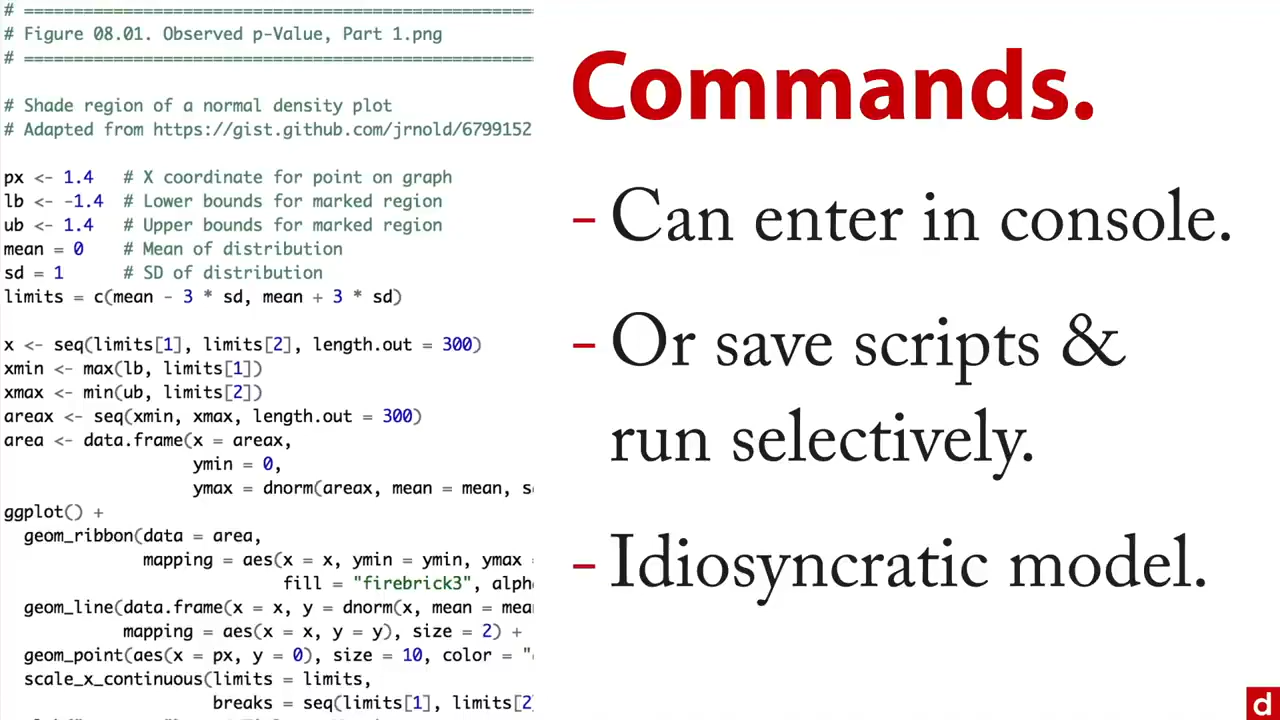 # ===================================================
# Figure 08.01. Observed p-Value, Part 1.png
# ===================================================
# Shade region of a normal density plot
# Adapted from https://gist.github.com/jrnold/6799152
px <- 1.4   # X coordinate for point on graph
lb <- -1.4  # Lower bounds for marked region
ub <- 1.4   # Upper bounds for marked region
mean = 0    # Mean of distribution
sd = 1      # SD of distribution
limits = c(mean - 3 * sd, mean + 3 * sd)
x <- seq(limits[1], limits[2], length.out = 300)
xmin <- max(lb, limits[1])
xmax <- min(ub, limits[2])
areax <- seq(xmin, xmax, length.out = 300)
area <- data.frame(x = areax,
ymin = 0,
ymax = dnorm(areax, mean = mean, s
ggplot() +
geom_ribbon(data = area,
mapping = aes(x = x, ymin = ymin, ymax =
fill = "firebrick3", alph
geom_line(data.frame(x = x, y = dnorm(x, mean = mea
mapping = aes(x = x, y = y), size = 2) +
geom_point(aes(x = px, y = 0), size = 10, color = "
scale_x_continuous(limits = limits,
breaks = seq(limits[1], limits[2]
Commands.
– Can enter in console.
– Or save scripts &
run selectively.
– Idiosyncratic model.
d